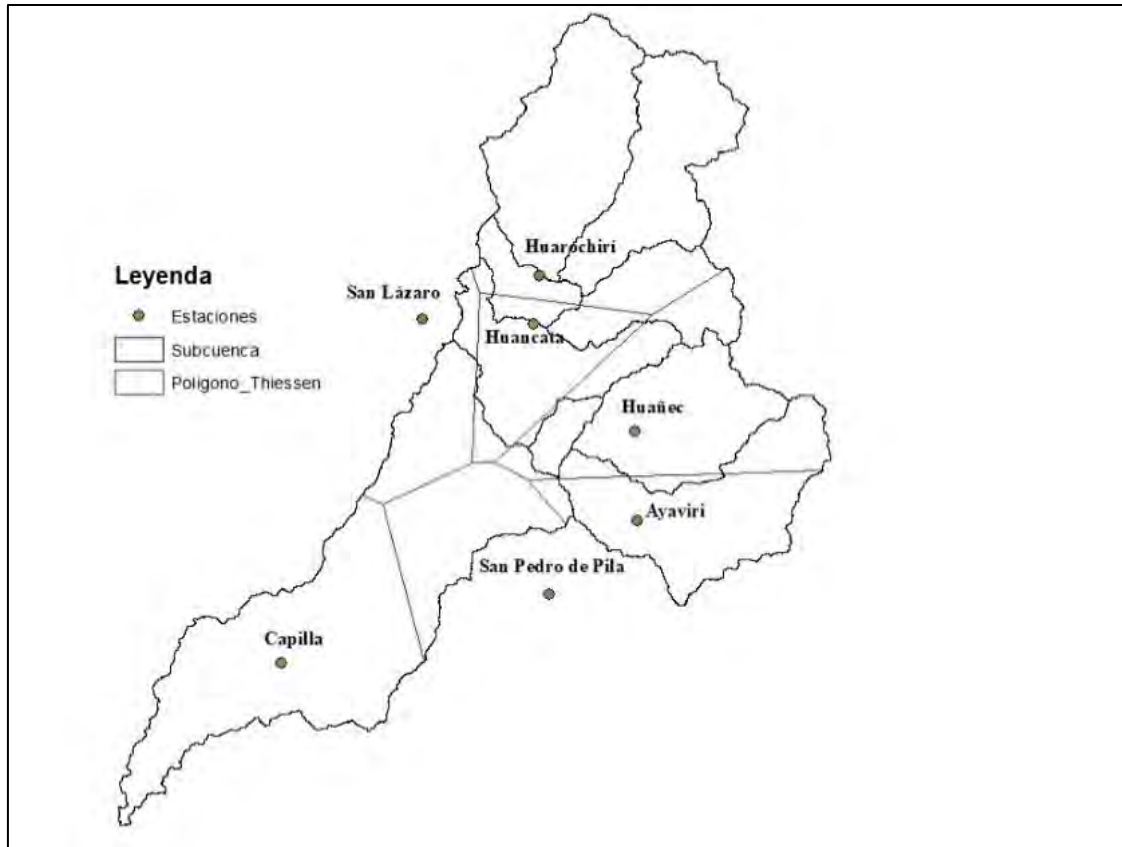 Huarochirí
Leyenda
San Lázaro
Estaciones
Huancata
Subcuenca
Poligono_Thiessen
Huañec
Ayaviri
San Pedro de Pila
Capilla